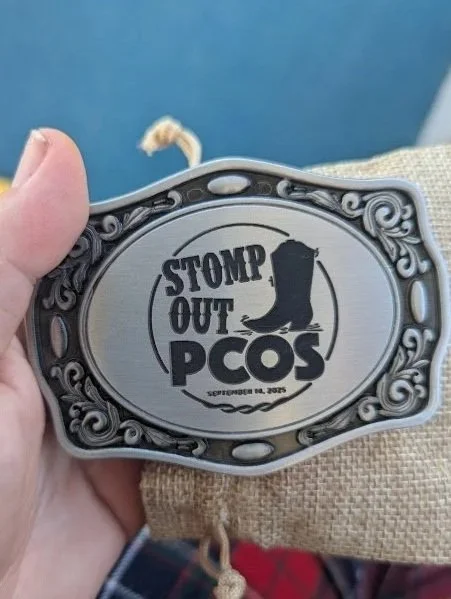 STOMP
OUT
PCOS
SEPTEMBER 14, 2025